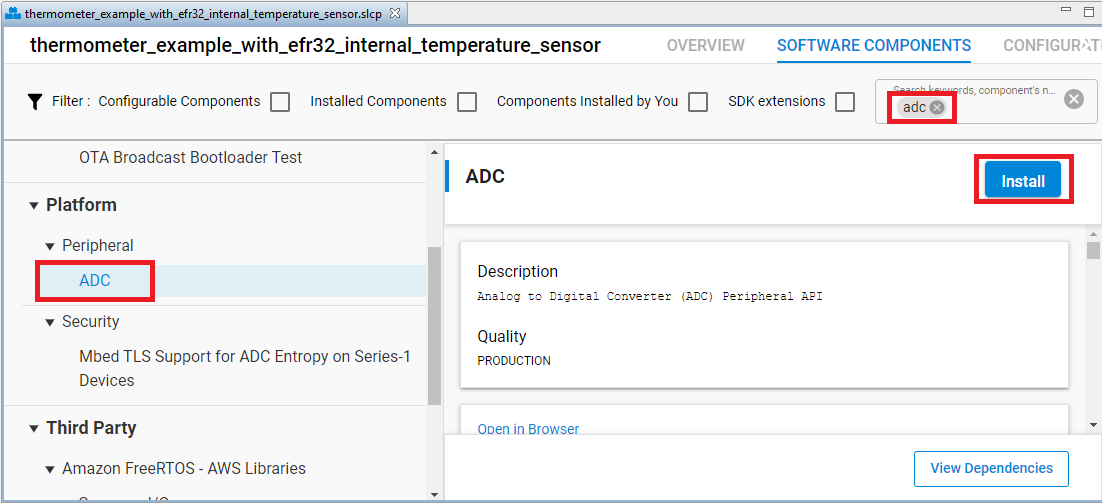 thermometer_example_with_efr32_internal_temperature_sensor.slcp
thermometer_example_with_efr32_internal_temperature_sensor
OVERVIEW
SOFTWARE COMPONENTS
CONFIGURAT
Filter : Configurable Components
Installed Components
Components Installed by You
SDK extensions
Search keywords, component's n...
adc
OTA Broadcast Bootloader Test
Platform
Peripheral
ADC
Security
Mbed TLS Support for ADC Entropy on Series-1
Devices
Third Party
Amazon FreeRTOS - AWS Libraries
ADC
Install
Description
Analog to Digital Converter (ADC) Peripheral API
Quality
PRODUCTION
Open in Browser
View Dependencies